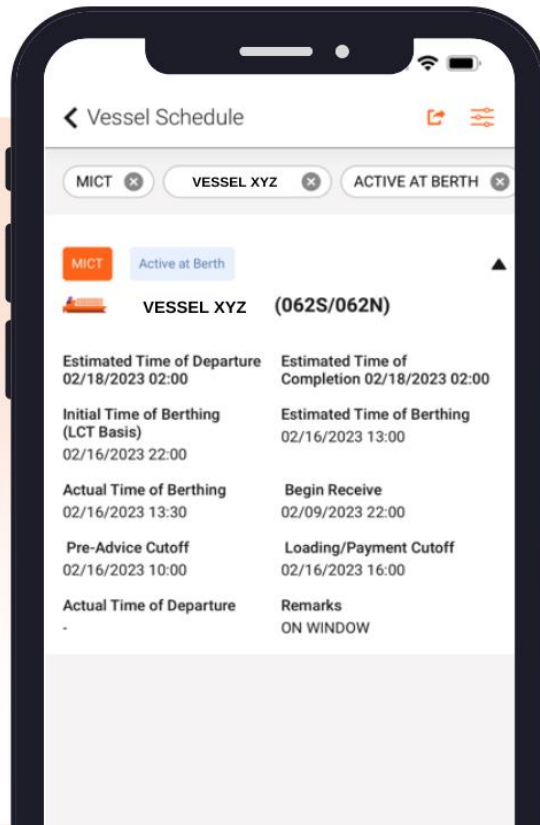 Vessel Schedule
MICT
VESSEL XYZ
ACTIVE AT BERTH
MICT
Active at Berth
VESSEL XYZ
(062S/062N)
Estimated Time of Departure
02/18/2023 02:00
Estimated Time of
Completion 02/18/2023 02:00
Initial Time of Berthing
(LCT Basis)
02/16/2023 22:00
Estimated Time of Berthing
02/16/2023 13:00
Actual Time of Berthing
02/16/2023 13:30
Begin Receive
02/09/2023 22:00
Pre-Advice Cutoff
02/16/2023 10:00
Loading/Payment Cutoff
02/16/2023 16:00
Actual Time of Departure
-
Remarks
ON WINDOW